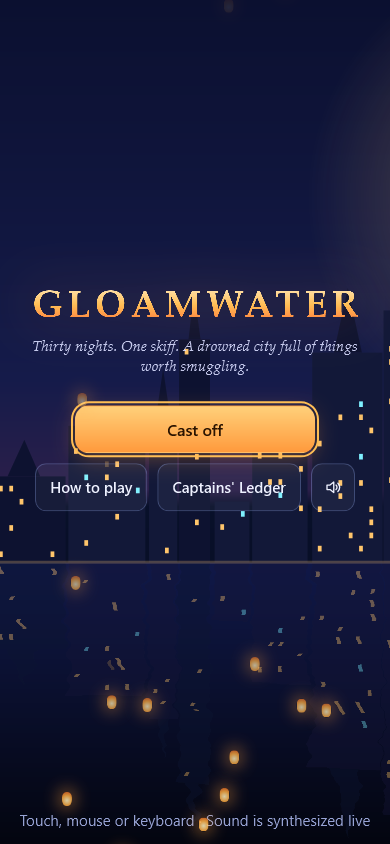 GLOAMWATER
Thirty nights. One skiff. A drowned city full of things
worth smuggling.
Cast off
How to play
Captains' Ledger
Touch, mouse or keyboard · Sound is synthesized live